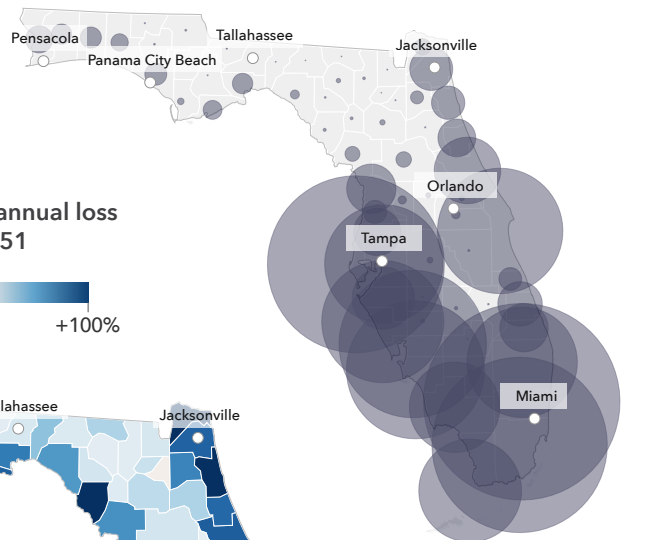 Pensacola
Tallahassee
Jacksonville
Panama City Beach
Orlando
annual loss
51
Tampa
+100%
Miami
lahassee
Jacksonville